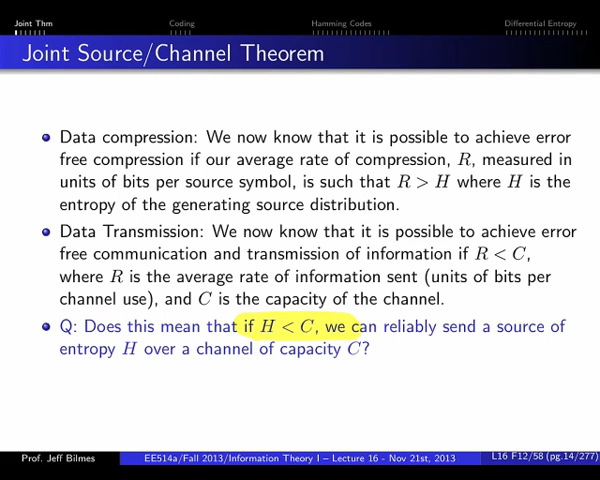 Joint Thm Coding Hamming Codes Differential Entropy
Joint Source/Channel Theorem
Data compression: We now know that it is possible to achieve error
free compression if our average rate of compression, R, measured in
units of bits per source symbol, is such that R > H where H is the
entropy of the generating source distribution.
Data Transmission: We now know that it is possible to achieve error
free communication and transmission of information if R < C,
where R is the average rate of information sent (units of bits per
channel use), and C is the capacity of the channel.
Q: Does this mean that if H < C, we can reliably send a source of
entropy H over a channel of capacity C?
Prof. Jeff Bilmes EE514a/Fall 2013/Information Theory I – Lecture 16 - Nov 21st, 2013 L16 F12/58 (pg.14/277)